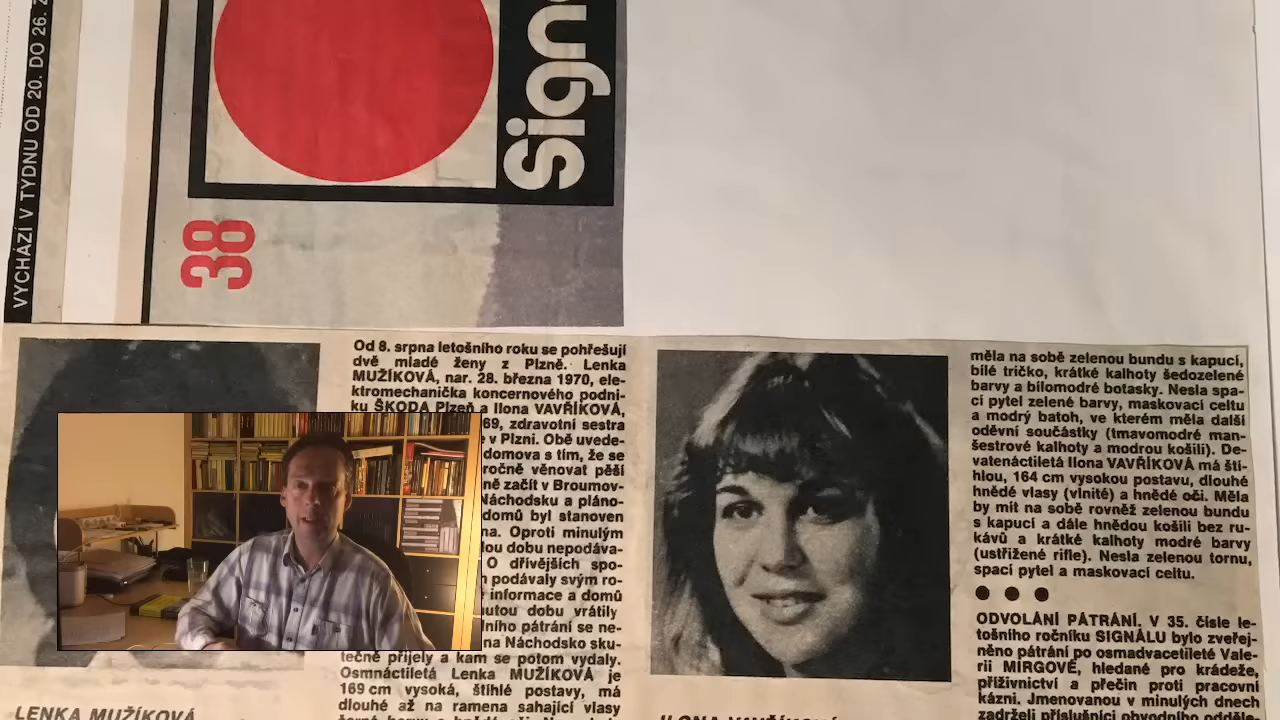 VYCHÁZÍ V TÝDNU OD 20. DO 26.
Sign
38
Od 8. srpna letošního roku se pohřešují
dvě mladé ženy z Plzně. Lenka
MUŽÍKOVÁ, nar. 28. března 1970, ele-
ktromechanička koncernového podni-
ku ŠKODA Plzeň a Ilona VAVŘÍKOVÁ,
69, zdravotní sestra
v Plzni. Obě uvede-
domova s tím, že se
ročně věnovat pěší
ně začít v Broumov-
Náchodsku a pláno-
domů byl stanoven
na. Oproti minulým
lou dobu nepodáva-
O dřívějších spo-
podávaly svým ro-
informace a domů
nutou dobu vrátily
lního pátrání se ne-
na Náchodsko sku-
tečně přijely a kam se potom vydaly.
Osmnáctiletá Lenka MUŽÍKOVÁ je
169 cm vysoká, štíhlé postavy, má
dlouhé až na ramena sahající vlasy
LENKA MUŽÍKOVÁ
měla na sobě zelenou bundu s kapucí,
bílé tričko, krátké kalhoty šedozelené
barvy a bílomodré botasky. Nesla spa-
cí pytel zelené barvy, maskovací celtu
a modrý batoh, ve kterém měla další
oděvní součástky (tmavomodré man-
šestrové kalhoty a modrou košili). De-
vatenáctiletá Ilona VAVŘÍKOVÁ má ští-
hlou, 164 cm vysokou postavu, dlouhé
hnědé vlasy (vlnité) a hnědé oči. Měla
by mít na sobě rovněž zelenou bundu
s kapucí a dále hnědou košili bez ru-
kávů a krátké kalhoty modré barvy
(ustřižené rifle). Nesla zelenou tornu,
spací pytel a maskovací celtu.
● ● ●
ODVOLÁNÍ PÁTRÁNÍ. V 35. čísle le-
tošního ročníku SIGNÁLU bylo zveřej-
něno pátrání po osmadvacetileté Vale-
rii MIRGOVÉ, hledané pro krádeže,
příživnictví a přečin proti pracovní
kázni. Jmenovanou v minulých dnech
zadrželi příslušníci obvodního